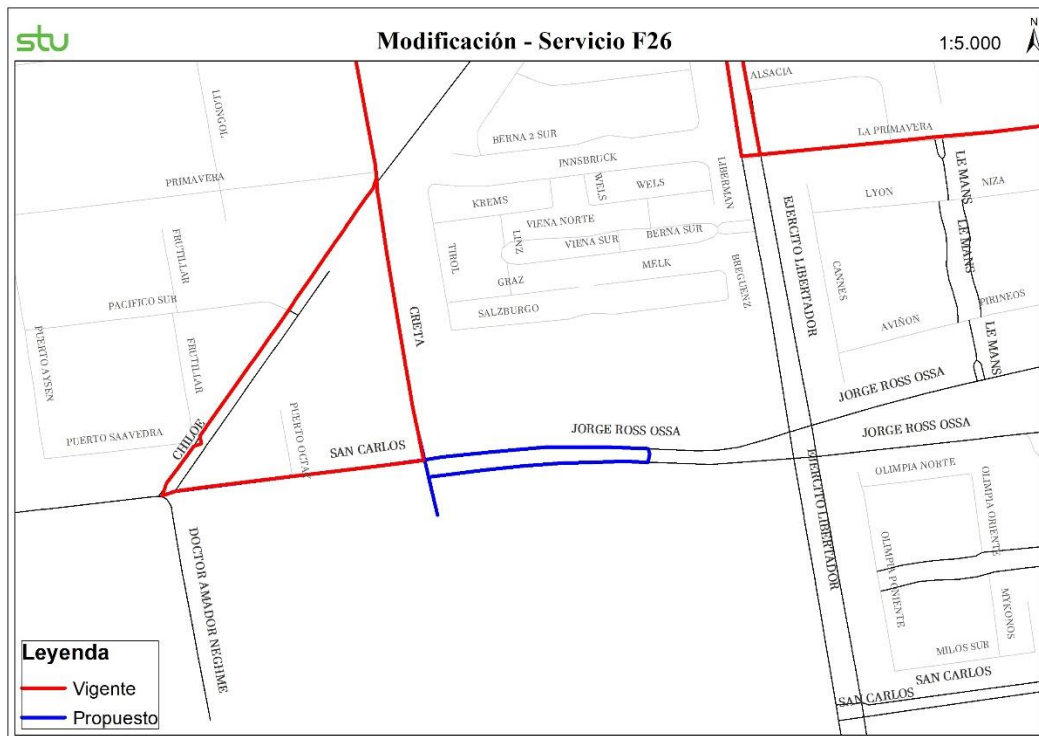 stu
Modificación - Servicio F26
1:5.000
N
ALSACIA
LLONGOL
BERNA 2 SUR
LA PRIMAVERA
INNSBRUCK
LIBERMAN
LE MANS
PRIMAVERA
WELS
WELS
KREMS
LYON
NIZA
EJERCITO LIBERTADOR
VIENA NORTE
FRUTILLAR
LINZ
BERNA SUR
TIROL
VIENA SUR
LE MANS
MELK
BREGUENZ
CANNES
GRAZ
PACIFICO SUR
SALZBURGO
PIRINEOS
CRETA
AVIÑON
PUERTO AYSEN
FRUTILLAR
LE MANS
JORGE ROSS OSSA
PUERTO OCTA
CHILOE
PUERTO SAAVEDRA
SAN CARLOS
JORGE ROSS OSSA
JORGE ROSS OSSA
OLIMPIA NORTE
EJERCITO LIBERTADOR
OLIMPIA ORIENTE
OLIMPIA PONIENTE
DOCTOR AMADOR NEGHME
MYKONOS
MILOS SUR
SAN CARLOS
SAN CARLOS
Leyenda
Vigente
Propuesto